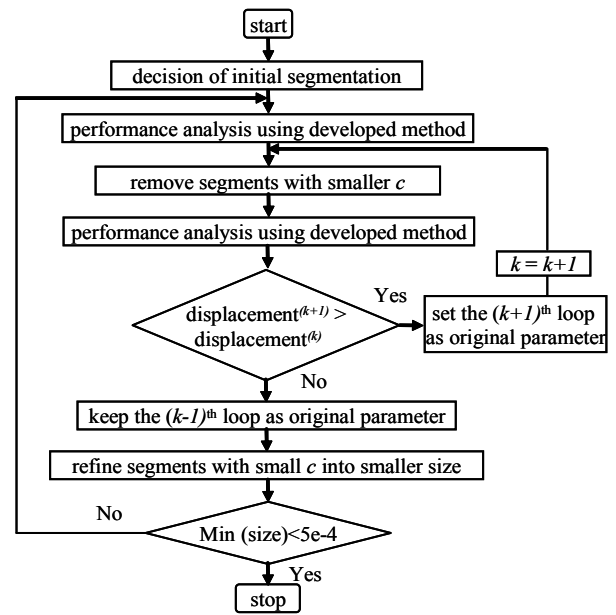 start
decision of initial segmentation
performance analysis using developed method
remove segments with smaller c
performance analysis using developed method
displacement^(k+1) >
displacement^(k)
Yes
k = k+1
set the (k+1)^th loop
as original parameter
No
keep the (k-1)^th loop as original parameter
refine segments with small c into smaller size
Min (size)<5e-4
No
Yes
stop